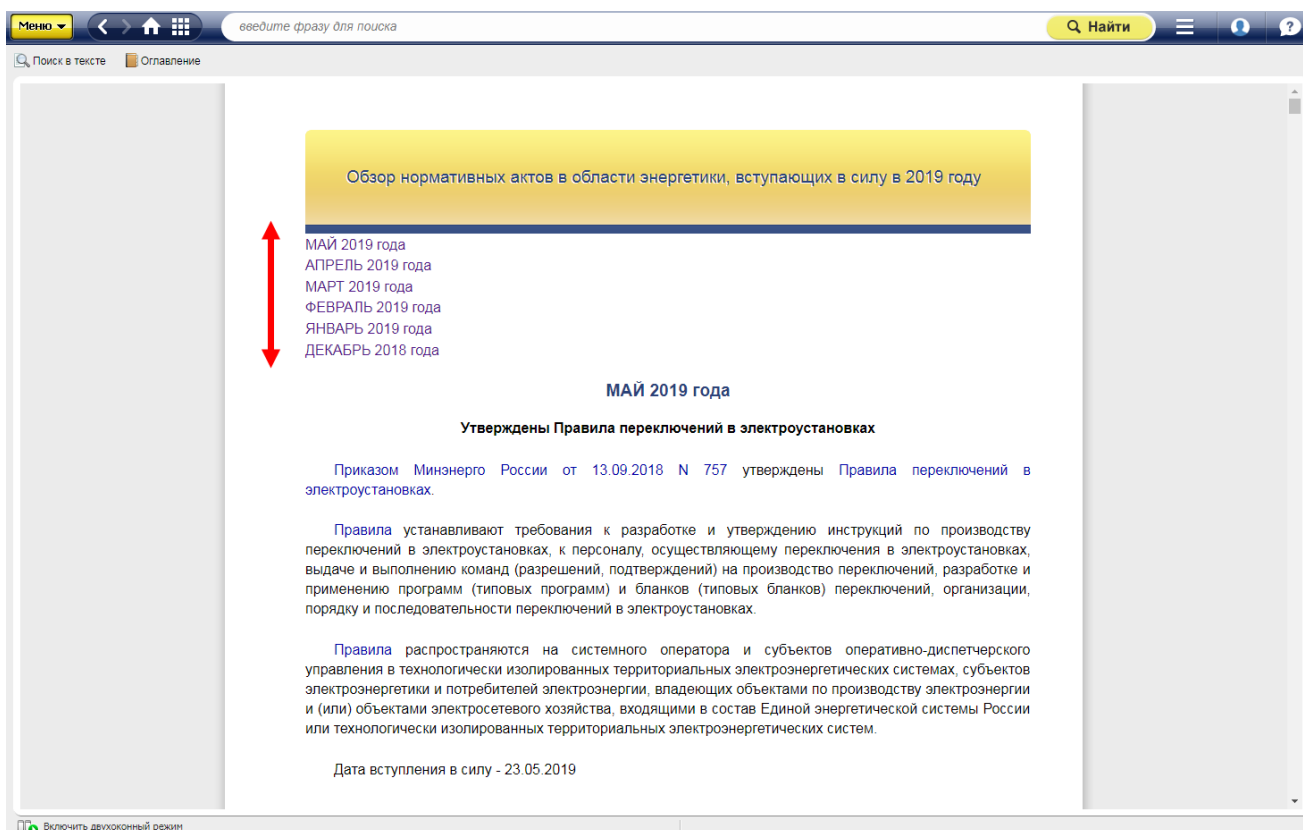 Меню
введите фразу для поиска
Найти
?
Поиск в тексте Оглавление
Обзор нормативных актов в области энергетики, вступающих в силу в 2019 году
МАЙ 2019 года
АПРЕЛЬ 2019 года
МАРТ 2019 года
ФЕВРАЛЬ 2019 года
ЯНВАРЬ 2019 года
ДЕКАБРЬ 2018 года
МАЙ 2019 года
Утверждены Правила переключений в электроустановках
Приказом Минэнерго России от 13.09.2018 N 757 утверждены Правила переключений в
электроустановках.
Правила устанавливают требования к разработке и утверждению инструкций по производству
переключений в электроустановках, к персоналу, осуществляющему переключения в электроустановках,
выдаче и выполнению команд (разрешений, подтверждений) на производство переключений, разработке и
применению программ (типовых программ) и бланков (типовых бланков) переключений, организации,
порядку и последовательности переключений в электроустановках.
Правила распространяются на системного оператора и субъектов оперативно-диспетчерского
управления в технологически изолированных территориальных электроэнергетических системах, субъектов
электроэнергетики и потребителей электроэнергии, владеющих объектами по производству электроэнергии
и (или) объектами электросетевого хозяйства, входящими в состав Единой энергетической системы России
или технологически изолированных территориальных электроэнергетических систем.
Дата вступления в силу - 23.05.2019
Включить двухоконный режим